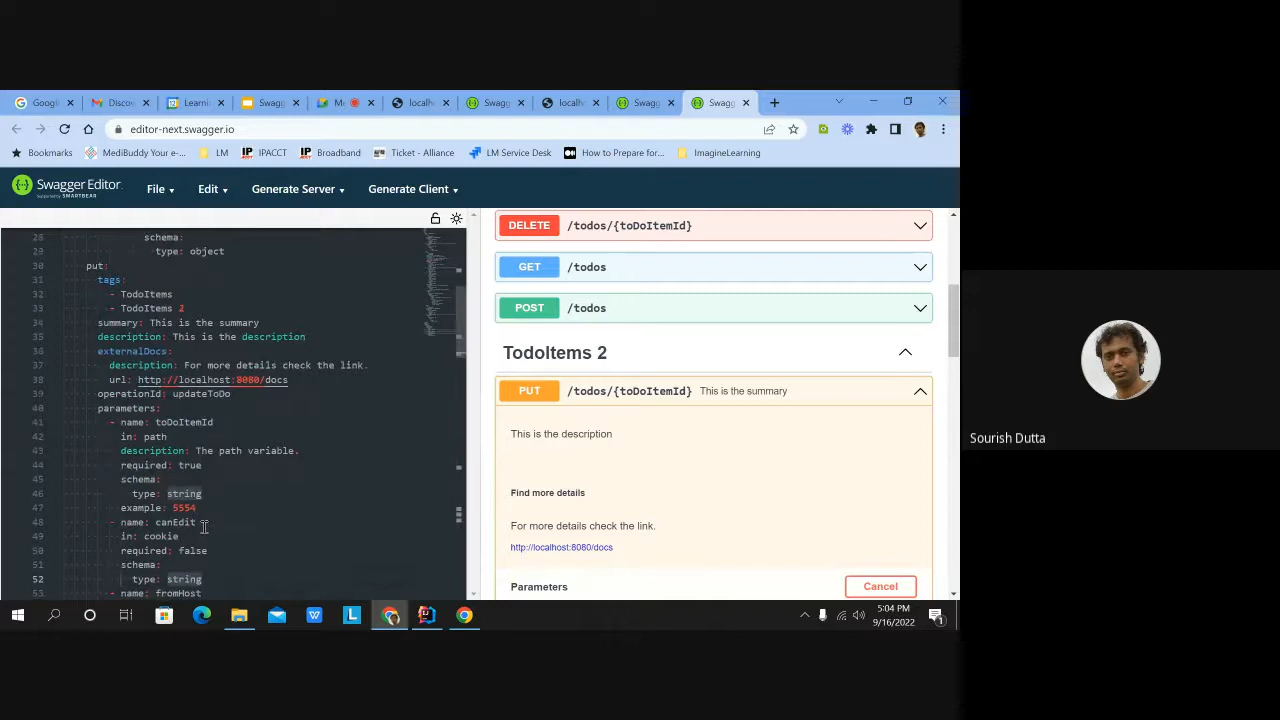 Googl
Discov
Learni
Swagg
Me
localh
Swagg
localh
Swagg
Swagg
editor-next.swagger.io
Bookmarks
MediBuddy Your e-...
LM
IPACCT
Broadband
Ticket - Alliance
LM Service Desk
How to Prepare for...
ImagineLearning
Swagger Editor
Supported by SMARTBEAR
File
Edit
Generate Server
Generate Client
28 schema:
29 type: object
30 put:
31 tags:
32 - TodoItems
33 - TodoItems 2
34 summary: This is the summary
35 description: This is the description
36 externalDocs:
37 description: For more details check the link.
38 url: http://localhost:8080/docs
39 operationId: updateToDo
40 parameters:
41 - name: toDoItemId
42 in: path
43 description: The path variable.
44 required: true
45 schema:
46 type: string
47 example: 5554
48 - name: canEdit
49 in: cookie
50 required: false
51 schema:
52 type: string
53 - name: fromHost
DELETE /todos/{toDoItemId}
GET /todos
POST /todos
TodoItems 2
PUT /todos/{toDoItemId} This is the summary
This is the description
Find more details
For more details check the link.
http://localhost:8080/docs
Parameters
Cancel
5:04 PM
9/16/2022
1
Sourish Dutta